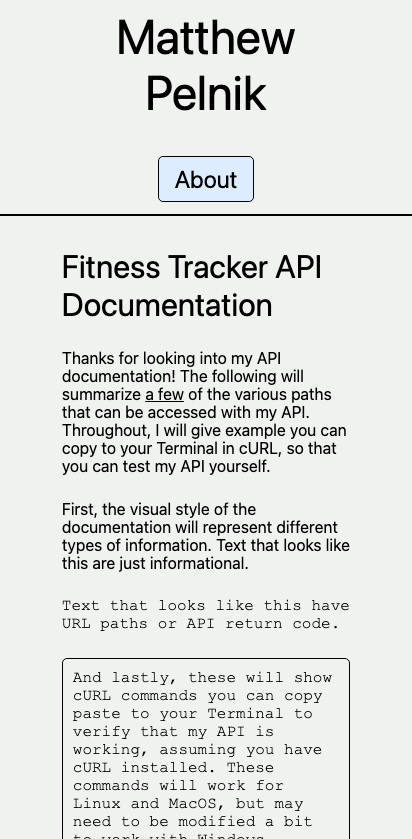 Matthew
Pelnik
About
Fitness Tracker API
Documentation
Thanks for looking into my API
documentation! The following will
summarize a few of the various paths
that can be accessed with my API.
Throughout, I will give example you can
copy to your Terminal in cURL, so that
you can test my API yourself.
First, the visual style of the
documentation will represent different
types of information. Text that looks like
this are just informational.
Text that looks like this have
URL paths or API return code.
And lastly, these will show
cURL commands you can copy
paste to your Terminal to
verify that my API is
working, assuming you have
cURL installed. These
commands will work for
Linux and MacOS, but may
need to be modified a bit
to work with Windows